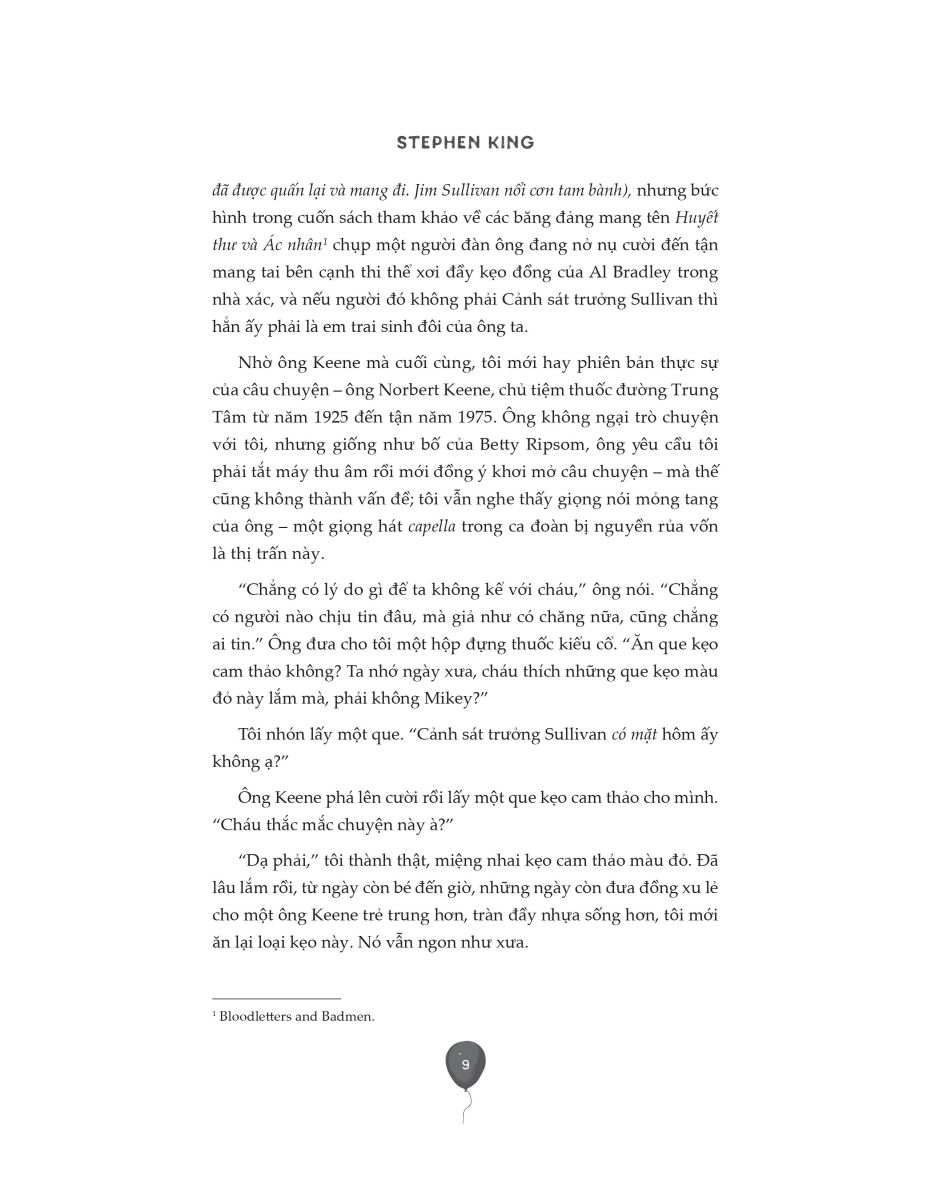 STEPHEN KING
đã được quấn lại và mang đi. Jim Sullivan nổi cơn tam bành), nhưng bức
hình trong cuốn sách tham khảo về các băng đảng mang tên Huyết
thư và Ác nhân¹ chụp một người đàn ông đang nở nụ cười đến tận
mang tai bên cạnh thi thể xơi đầy kẹo đồng của Al Bradley trong
nhà xác, và nếu người đó không phải Cảnh sát trưởng Sullivan thì
hẳn ấy phải là em trai sinh đôi của ông ta.
Nhờ ông Keene mà cuối cùng, tôi mới hay phiên bản thực sự
của câu chuyện – ông Norbert Keene, chủ tiệm thuốc đường Trung
Tâm từ năm 1925 đến tận năm 1975. Ông không ngại trò chuyện
với tôi, nhưng giống như bố của Betty Ripsom, ông yêu cầu tôi
phải tắt máy thu âm rồi mới đồng ý khơi mở câu chuyện – mà thế
cũng không thành vấn đề; tôi vẫn nghe thấy giọng nói mỏng tang
của ông – một giọng hát capella trong ca đoàn bị nguyền rủa vốn
là thị trấn này.
“Chẳng có lý do gì để ta không kể với cháu,” ông nói. “Chẳng
có người nào chịu tin đâu, mà giả như có chăng nữa, cũng chẳng
ai tin.” Ông đưa cho tôi một hộp đựng thuốc kiểu cổ. “Ăn que kẹo
cam thảo không? Ta nhớ ngày xưa, cháu thích những que kẹo màu
đỏ này lắm mà, phải không Mikey?”
Tôi nhón lấy một que. “Cảnh sát trưởng Sullivan có mặt hôm ấy
không ạ?”
Ông Keene phá lên cười rồi lấy một que kẹo cam thảo cho mình.
“Cháu thắc mắc chuyện này à?”
“Dạ phải,” tôi thành thật, miệng nhai kẹo cam thảo màu đỏ. Đã
lâu lắm rồi, từ ngày còn bé đến giờ, những ngày còn đưa đồng xu lẻ
cho một ông Keene trẻ trung hơn, tràn đầy nhựa sống hơn, tôi mới
ăn lại loại kẹo này. Nó vẫn ngon như xưa.
¹ Bloodletters and Badmen.
9